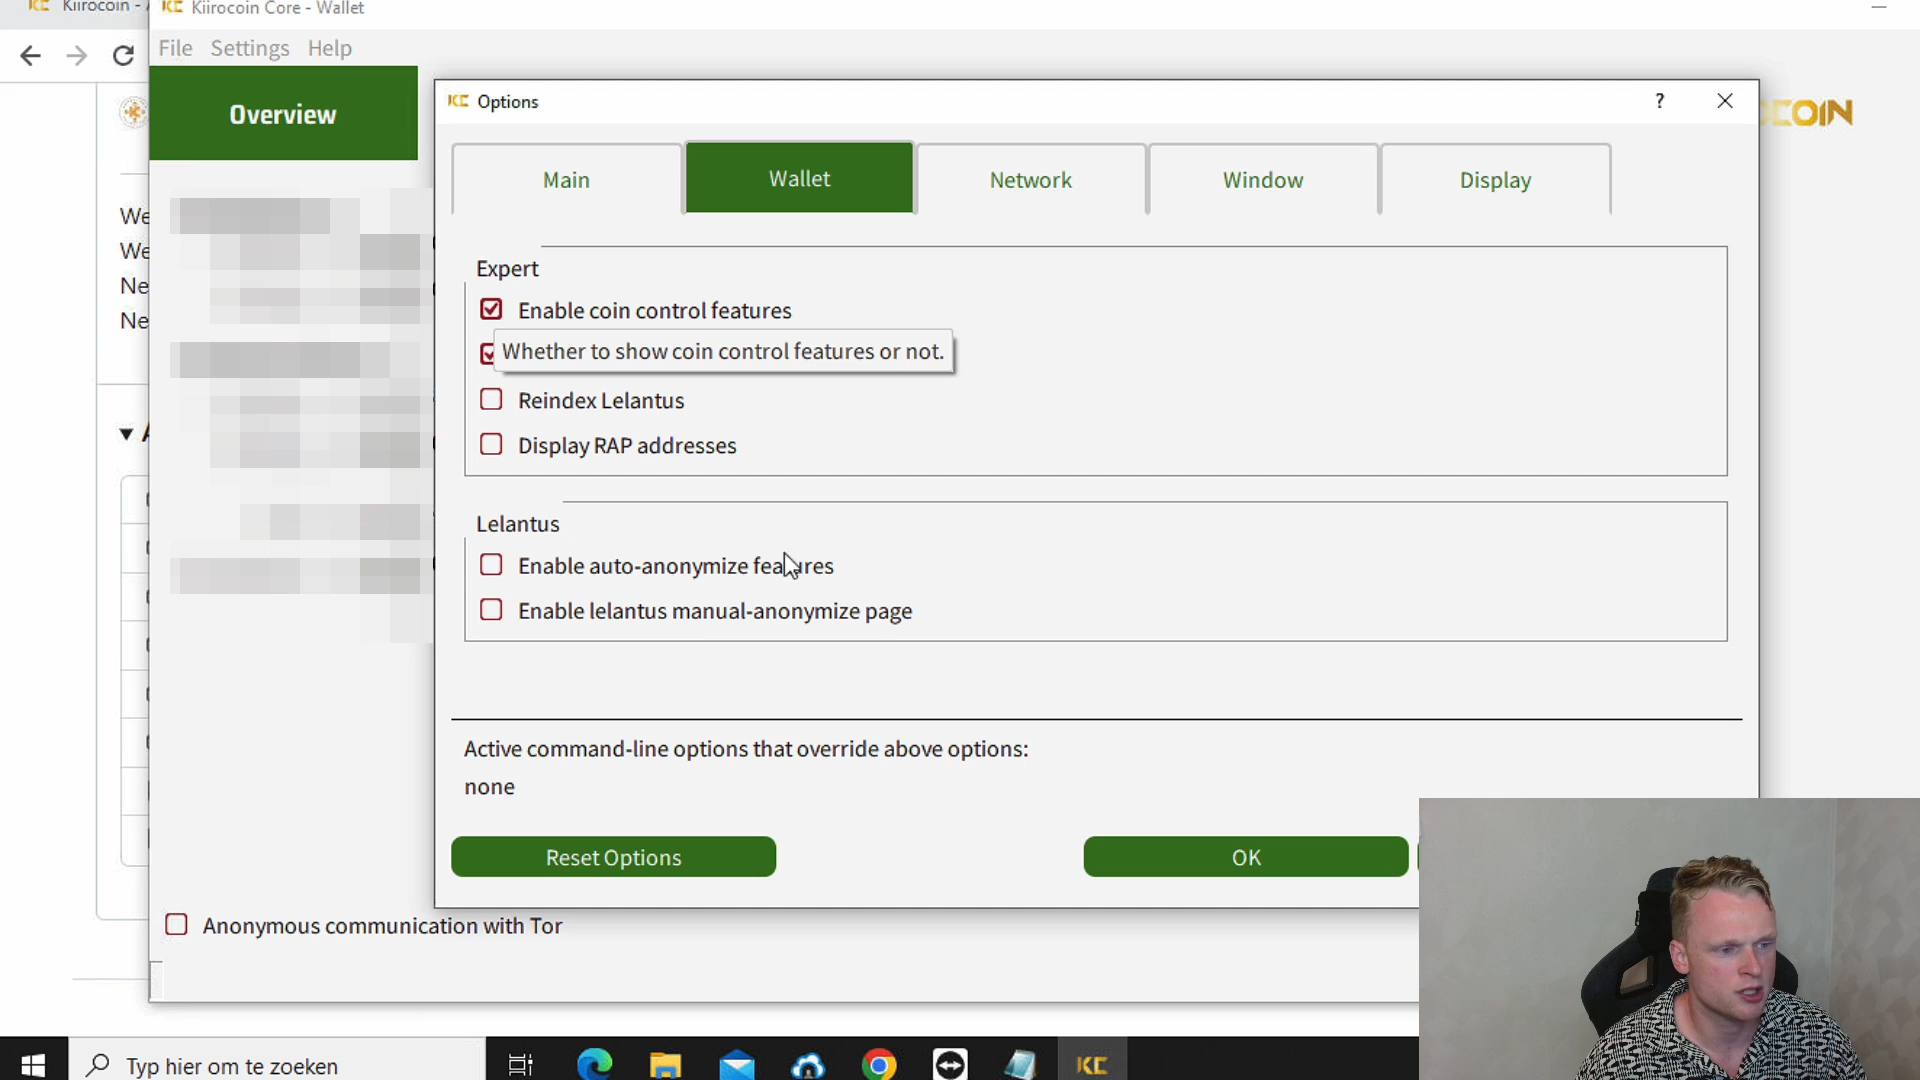 Kiirocoin -
Kiirocoin Core - Wallet
File Settings Help
Overview
Options
?
COIN
Main
Wallet
Network
Window
Display
We
We
Ne
Ne
Expert
Enable coin control features
Whether to show coin control features or not.
Reindex Lelantus
Display RAP addresses
Lelantus
Enable auto-anonymize features
Enable lelantus manual-anonymize page
Active command-line options that override above options:
none
Reset Options
OK
Anonymous communication with Tor
Typ hier om te zoeken
KC